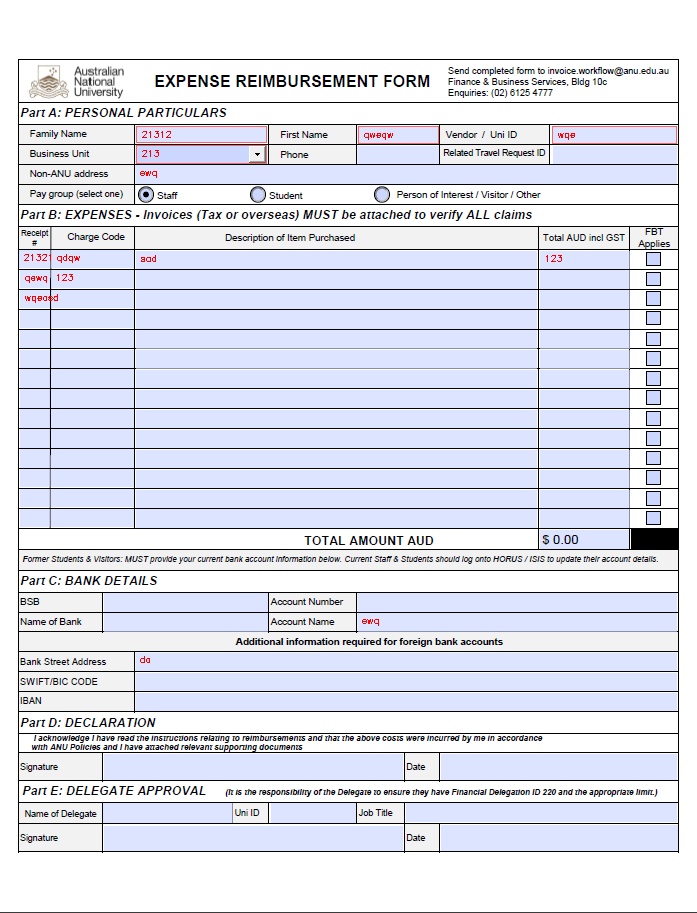 Australian
National
University
EXPENSE REIMBURSEMENT FORM
Send completed form to invoice.workflow@anu.edu.au
Finance & Business Services, Bldg 10c
Enquiries: (02) 6125 4777
Part A: PERSONAL PARTICULARS
Family Name 21312 First Name qweqw Vendor / Uni ID wqe
Business Unit 213 Phone Related Travel Request ID
Non-ANU address ewq
Pay group (select one) Staff Student Person of Interest / Visitor / Other
Part B: EXPENSES - Invoices (Tax or overseas) MUST be attached to verify ALL claims
Receipt # Charge Code Description of Item Purchased Total AUD incl GST FBT Applies
21321 qdqw asd 123
qewq 123
wqeasd
TOTAL AMOUNT AUD $ 0.00
Former Students & Visitors: MUST provide your current bank account information below. Current Staff & Students should log onto HORUS / ISIS to update their account details.
Part C: BANK DETAILS
BSB Account Number
Name of Bank Account Name ewq
Additional information required for foreign bank accounts
Bank Street Address da
SWIFT/BIC CODE
IBAN
Part D: DECLARATION
I acknowledge I have read the instructions relating to reimbursements and that the above costs were incurred by me in accordance
with ANU Policies and I have attached relevant supporting documents
Signature Date
Part E: DELEGATE APPROVAL (It is the responsibility of the Delegate to ensure they have Financial Delegation ID 220 and the appropriate limit.)
Name of Delegate Uni ID Job Title
Signature Date